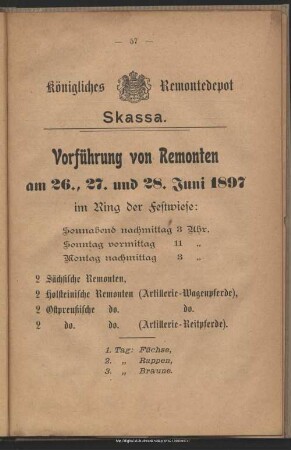 — 57 —
Königliches Remontedepot
Skassa.
Vorführung von Remonten
am 26., 27. und 28. Juni 1897
im Ring der Festwiese:
Sonnabend nachmittag 3 Uhr.
Sonntag vormittag 11 „
Montag nachmittag 3 „
2 Sächsische Remonten,
2 Holsteinische Remonten (Artillerie-Wagenpferde),
2 Ostpreußische do. do.
2 do. do. (Artillerie-Reitpferde).
1. Tag: Füchse,
2. „ Rappen,
3. „ Braune.